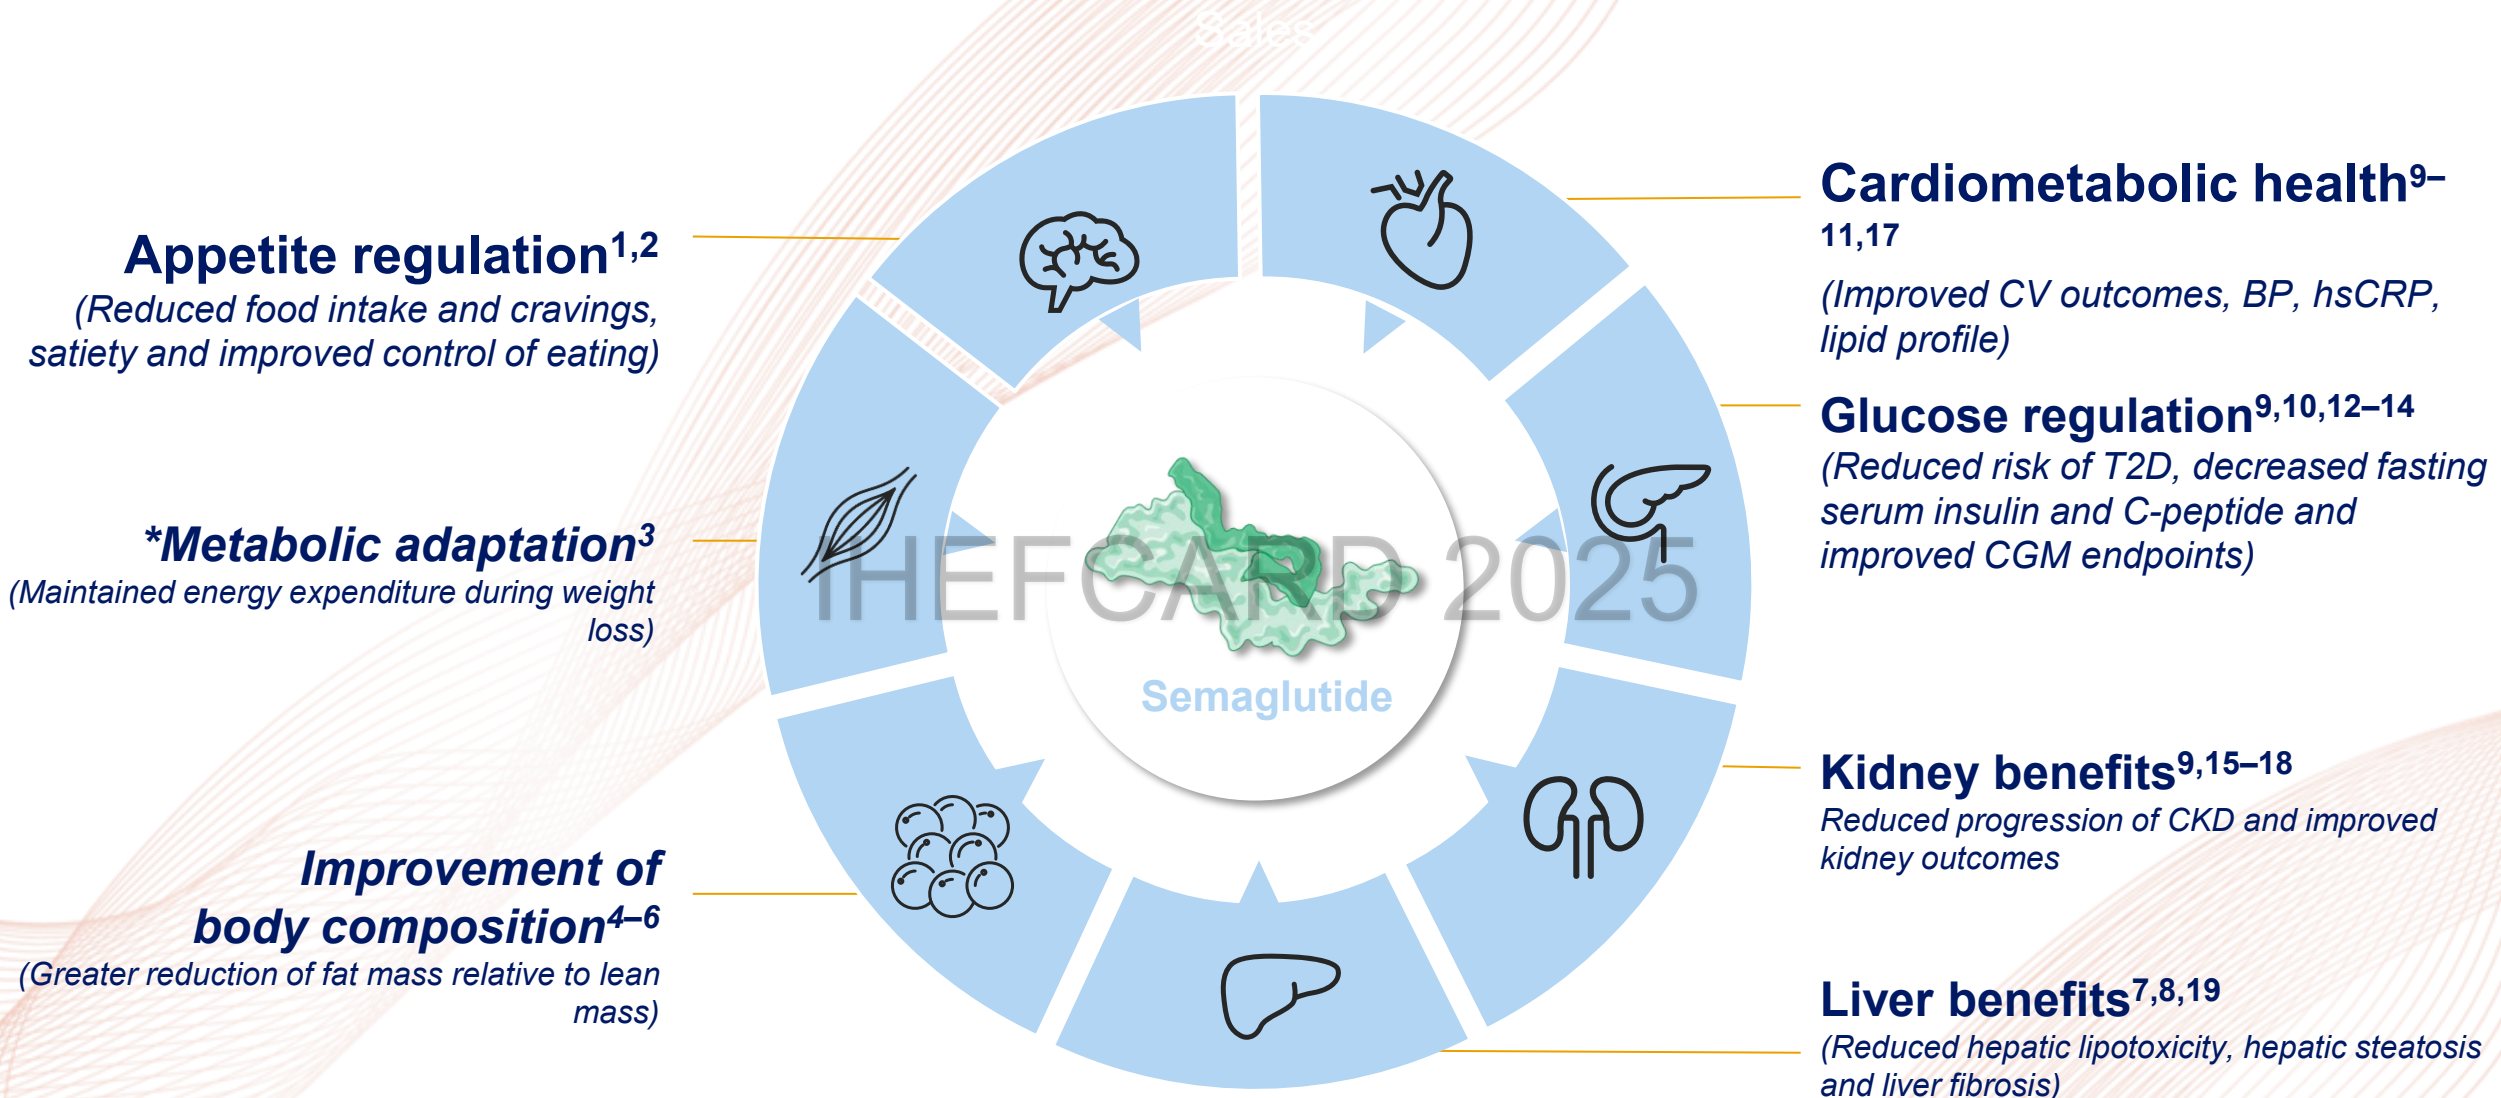 Sales
Appetite regulation1,2
(Reduced food intake and cravings,
satiety and improved control of eating)
*Metabolic adaptation3
(Maintained energy expenditure during weight
loss)
Improvement of
body composition4–6
(Greater reduction of fat mass relative to lean
mass)
Cardiometabolic health9–
11,17
(Improved CV outcomes, BP, hsCRP,
lipid profile)
Glucose regulation9,10,12–14
(Reduced risk of T2D, decreased fasting
serum insulin and C-peptide and
improved CGM endpoints)
Kidney benefits9,15–18
Reduced progression of CKD and improved
kidney outcomes
Liver benefits7,8,19
(Reduced hepatic lipotoxicity, hepatic steatosis
and liver fibrosis)
IHEFCARD 2025
Semaglutide